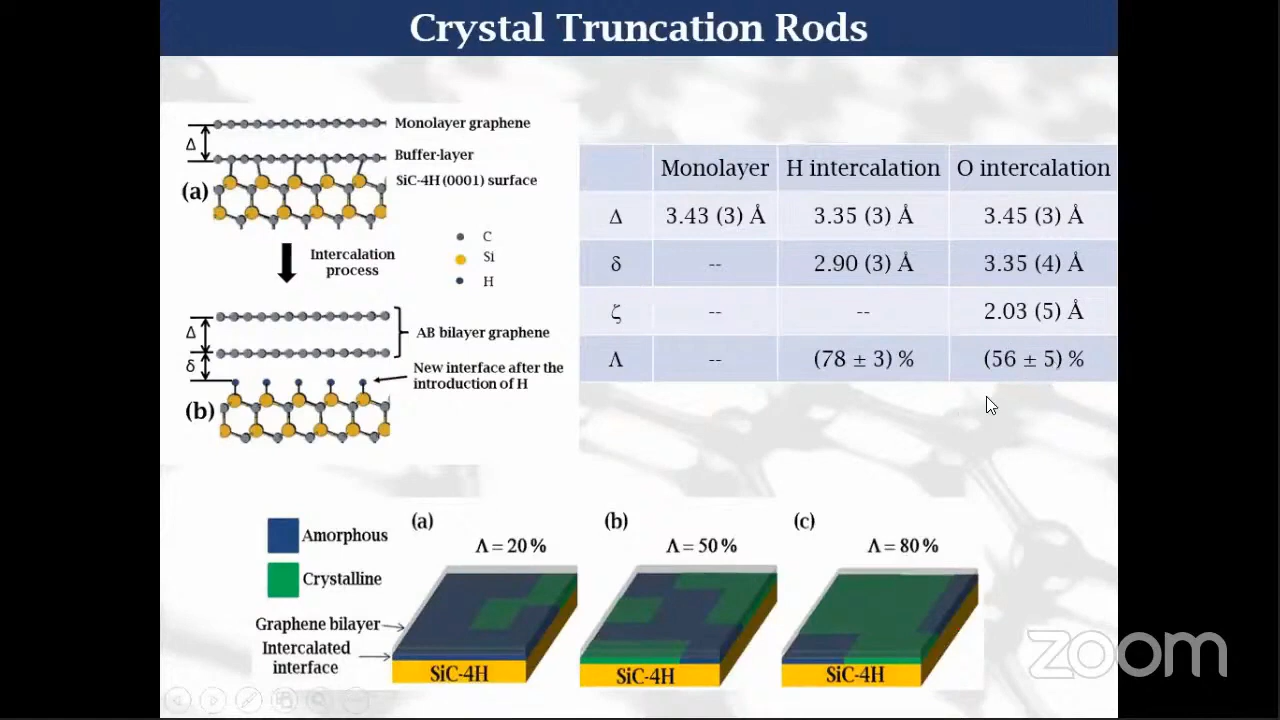 Crystal Truncation Rods
Monolayer graphene
Δ
Buffer-layer
(a)
SiC-4H (0001) surface
Intercalation
process
C
Si
H
Δ
AB bilayer graphene
δ
New interface after the
introduction of H
(b)
Monolayer H intercalation O intercalation
Δ 3.43 (3) Å 3.35 (3) Å 3.45 (3) Å
δ -- 2.90 (3) Å 3.35 (4) Å
ζ -- -- 2.03 (5) Å
Λ -- (78 ± 3) % (56 ± 5) %
Amorphous
Crystalline
Graphene bilayer
Intercalated
interface
(a) (b) (c)
Λ = 20 % Λ = 50 % Λ = 80 %
SiC-4H SiC-4H SiC-4H
zoom